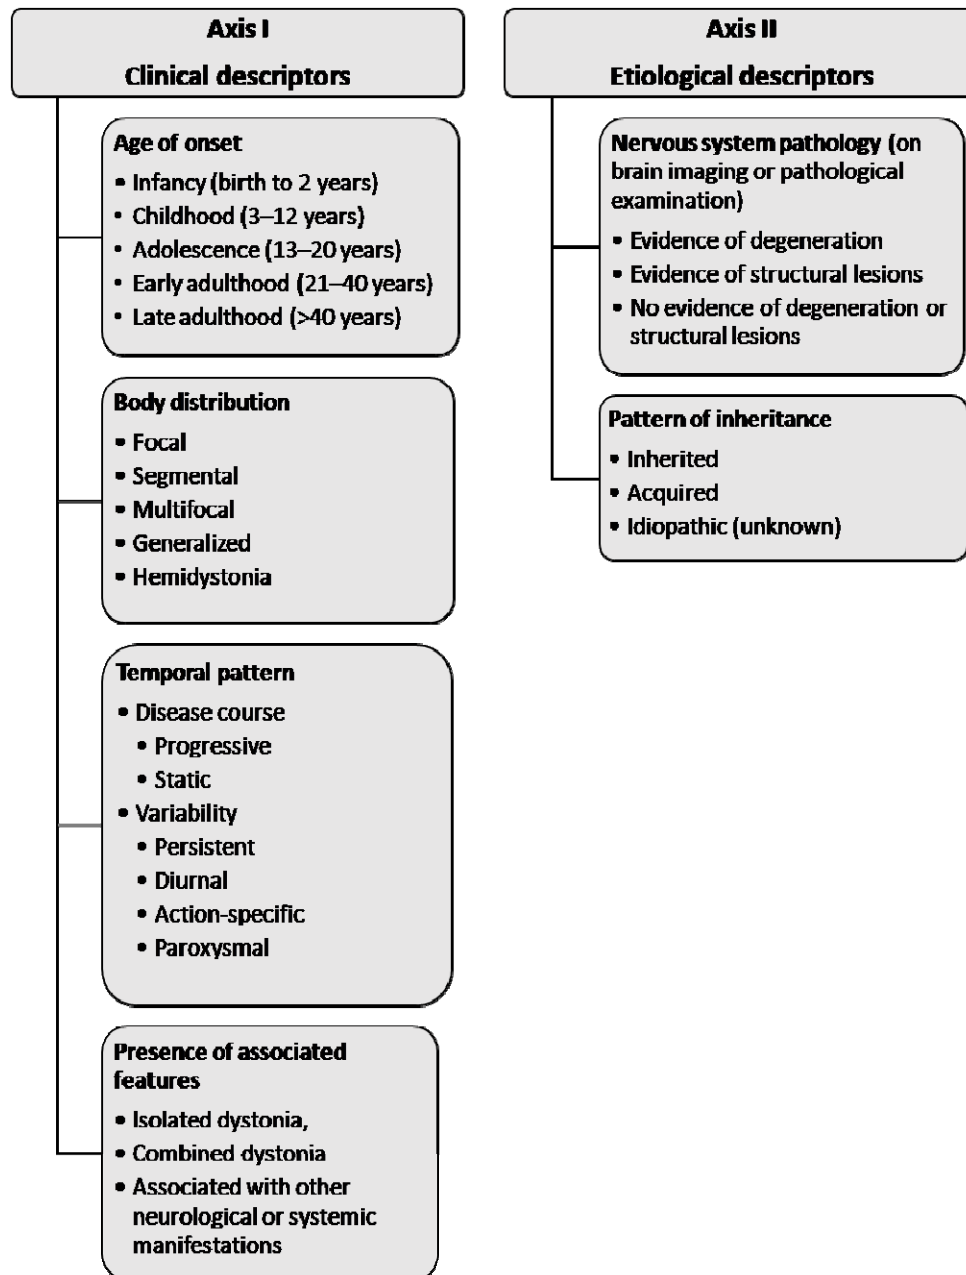 Axis I
Clinical descriptors
Age of onset
• Infancy (birth to 2 years)
• Childhood (3–12 years)
• Adolescence (13–20 years)
• Early adulthood (21–40 years)
• Late adulthood (>40 years)
Body distribution
• Focal
• Segmental
• Multifocal
• Generalized
• Hemidystonia
Temporal pattern
• Disease course
• Progressive
• Static
• Variability
• Persistent
• Diurnal
• Action-specific
• Paroxysmal
Presence of associated
features
• Isolated dystonia,
• Combined dystonia
• Associated with other
neurological or systemic
manifestations
Axis II
Etiological descriptors
Nervous system pathology (on
brain imaging or pathological
examination)
• Evidence of degeneration
• Evidence of structural lesions
• No evidence of degeneration or
structural lesions
Pattern of inheritance
• Inherited
• Acquired
• Idiopathic (unknown)